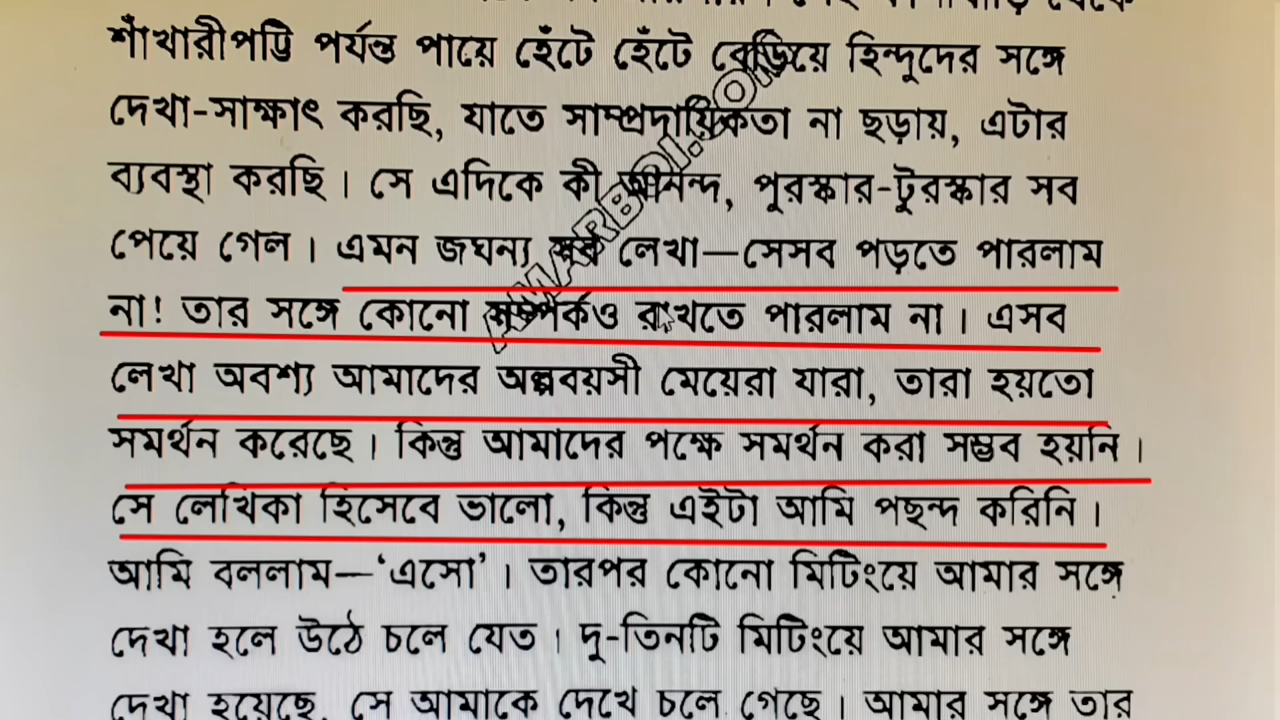 শাঁখারীপট্টি পর্যন্ত পায়ে হেঁটে হেঁটে বেড়িয়ে হিন্দুদের সঙ্গে
দেখা-সাক্ষাৎ করছি, যাতে সাম্প্রদায়িকতা না ছড়ায়, এটার
ব্যবস্থা করছি। সে এদিকে কী আনন্দ, পুরস্কার-টুরস্কার সব
পেয়ে গেল। এমন জঘন্য সব লেখা—সেসব পড়তে পারলাম
না! তার সঙ্গে কোনো সম্পর্কও রাখতে পারলাম না। এসব
লেখা অবশ্য আমাদের অল্পবয়সী মেয়েরা যারা, তারা হয়তো
সমর্থন করেছে। কিন্তু আমাদের পক্ষে সমর্থন করা সম্ভব হয়নি।
সে লেখিকা হিসেবে ভালো, কিন্তু এইটা আমি পছন্দ করিনি।
আমি বললাম—‘এসো’। তারপর কোনো মিটিংয়ে আমার সঙ্গে
দেখা হলে উঠে চলে যেত। দু-তিনটি মিটিংয়ে আমার সঙ্গে
দেখা হয়েছে, সে আমাকে দেখে চলে গেছে। আমার সঙ্গে তার